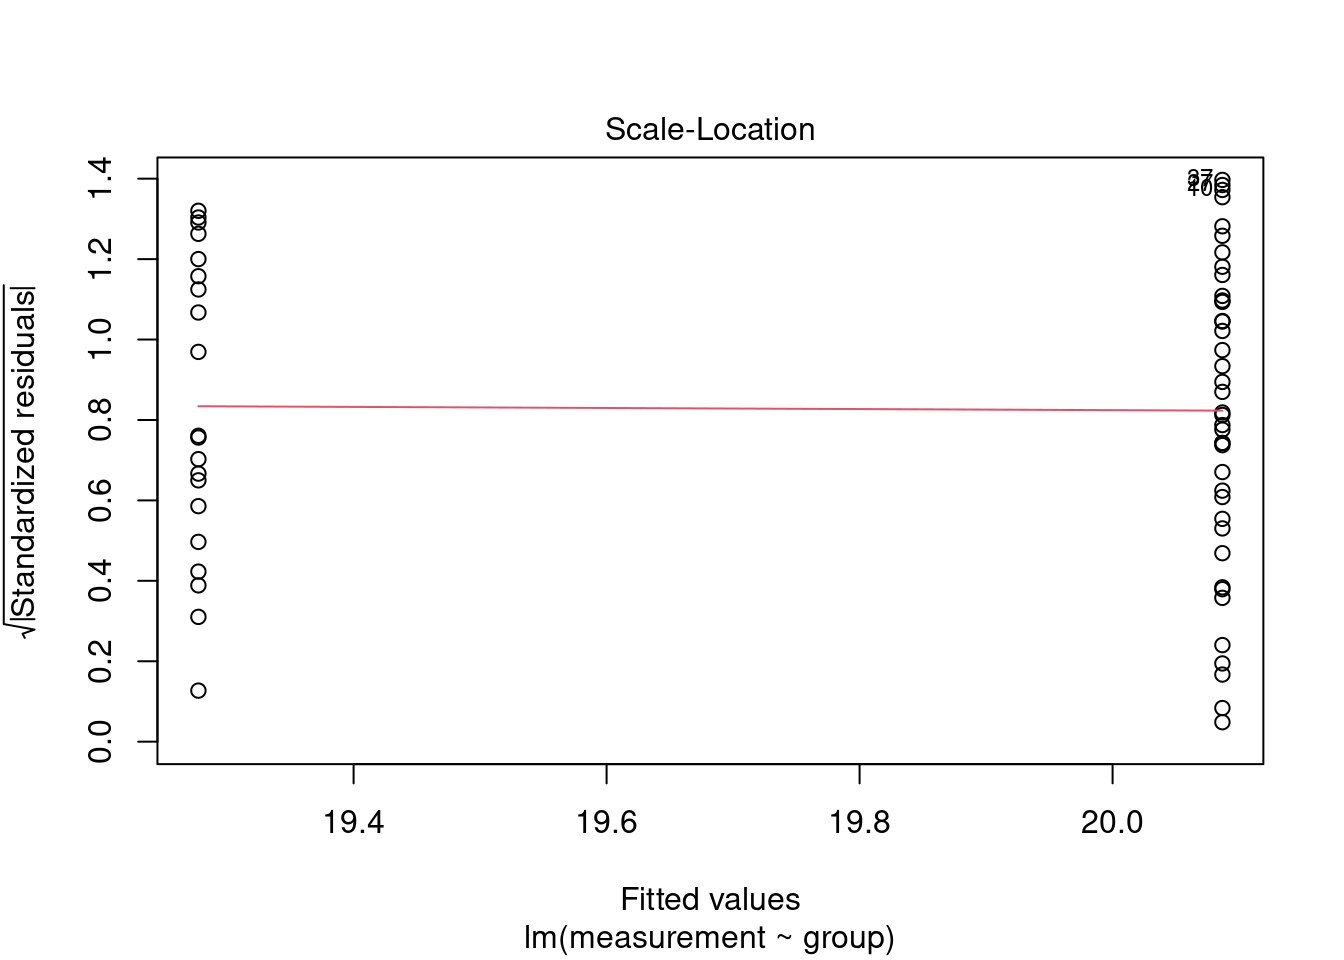 Scale-Location
√|Standardized residuals|
1.4
1.2
1.0
0.8
0.6
0.4
0.2
0.0
19.4 19.6 19.8 20.0
Fitted values
lm(measurement ~ group)